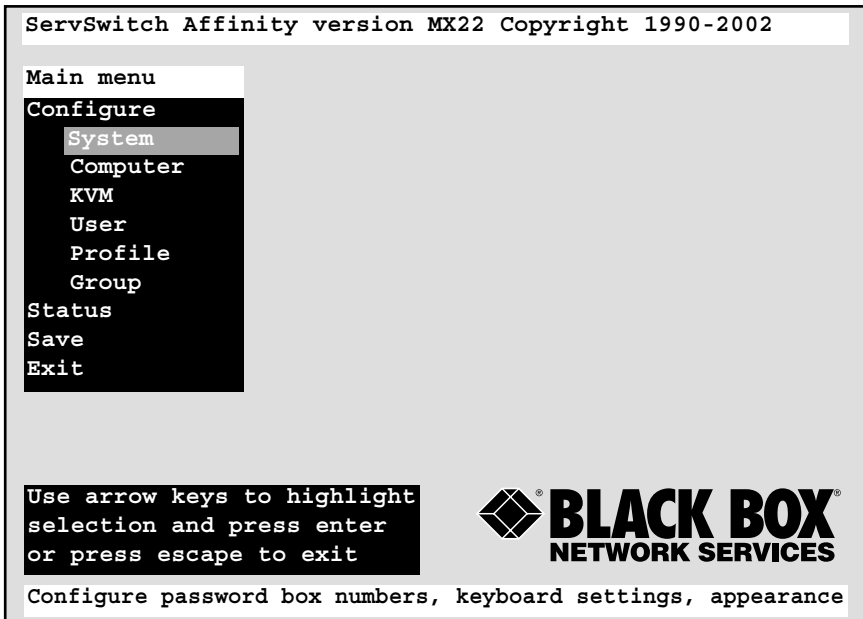 ServSwitch Affinity version MX22 Copyright 1990-2002
Main menu
Configure
System
Computer
KVM
User
Profile
Group
Status
Save
Exit
Use arrow keys to highlight
selection and press enter
or press escape to exit
® BLACK BOX ®
NETWORK SERVICES
Configure password box numbers, keyboard settings, appearance